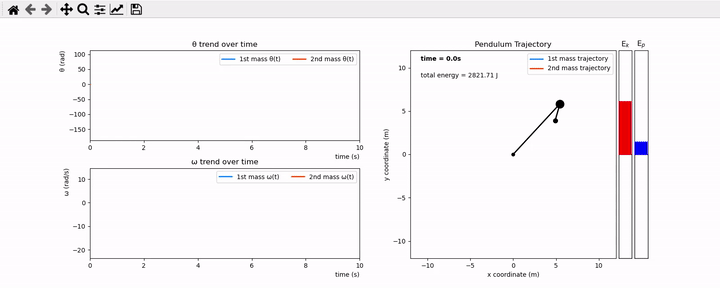 θ trend over time
θ (rad)
100
50
0
−50
−100
−150
1st mass θ(t)
2nd mass θ(t)
0 2 4 6 8 10
time (s)
ω trend over time
ω (rad/s)
10
0
−10
−20
1st mass ω(t)
2nd mass ω(t)
0 2 4 6 8 10
time (s)
Pendulum Trajectory
y coordinate (m)
10
5
0
−5
−10
time = 0.0s
total energy = 2821.71 J
1st mass trajectory
2nd mass trajectory
−10 −5 0 5 10
x coordinate (m)
Ek
Ep